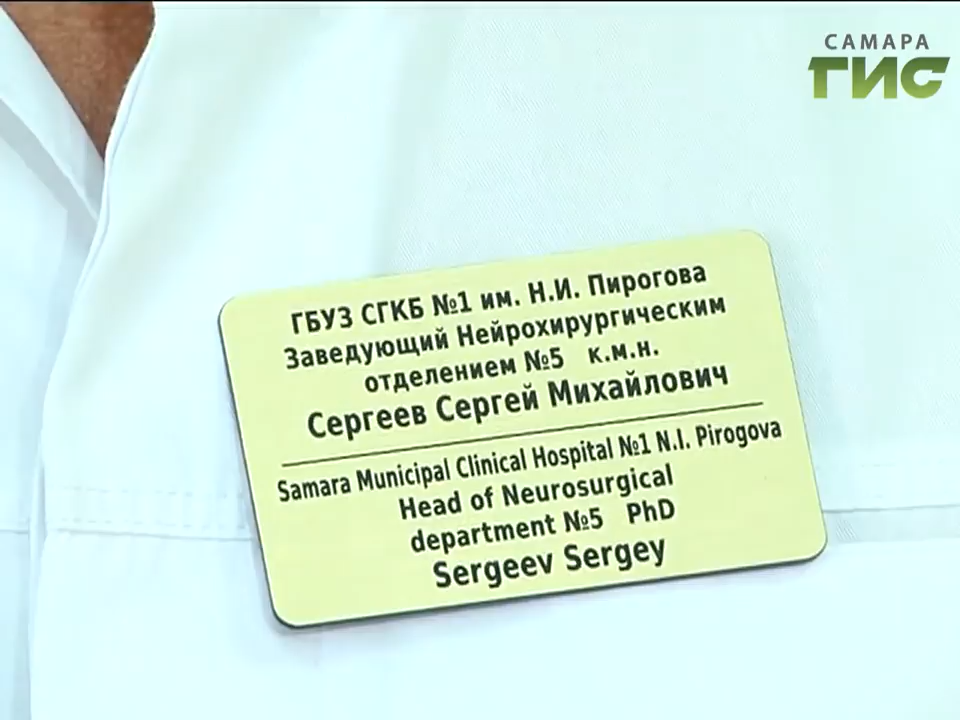 САМАРА
ГИС
ГБУЗ СГКБ №1 им. Н.И. Пирогова
Заведующий Нейрохирургическим
отделением №5 к.м.н.
Сергеев Сергей Михайлович
Samara Municipal Clinical Hospital №1 N.I. Pirogova
Head of Neurosurgical
department №5 PhD
Sergeev Sergey